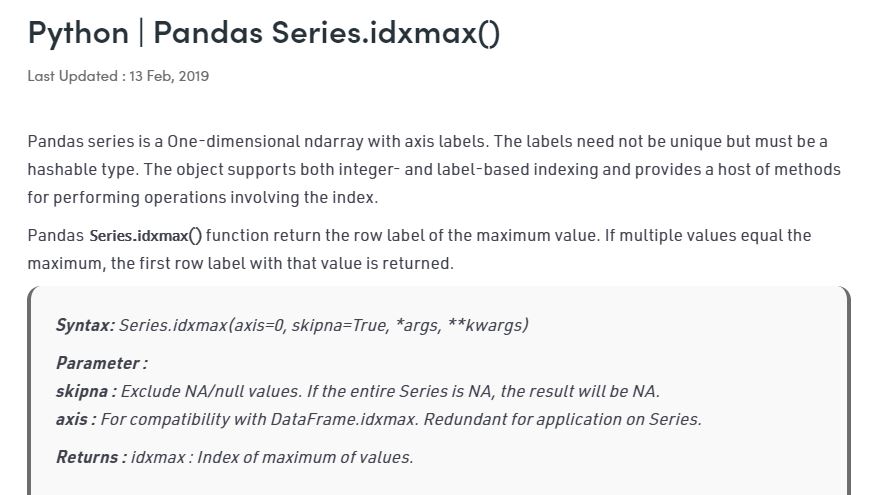 Python | Pandas Series.idxmax()
Last Updated : 13 Feb, 2019
Pandas series is a One-dimensional ndarray with axis labels. The labels need not be unique but must be a
hashable type. The object supports both integer- and label-based indexing and provides a host of methods
for performing operations involving the index.
Pandas Series.idxmax() function return the row label of the maximum value. If multiple values equal the
maximum, the first row label with that value is returned.
Syntax: Series.idxmax(axis=0, skipna=True, *args, **kwargs)
Parameter :
skipna : Exclude NA/null values. If the entire Series is NA, the result will be NA.
axis : For compatibility with DataFrame.idxmax. Redundant for application on Series.
Returns : idxmax : Index of maximum of values.